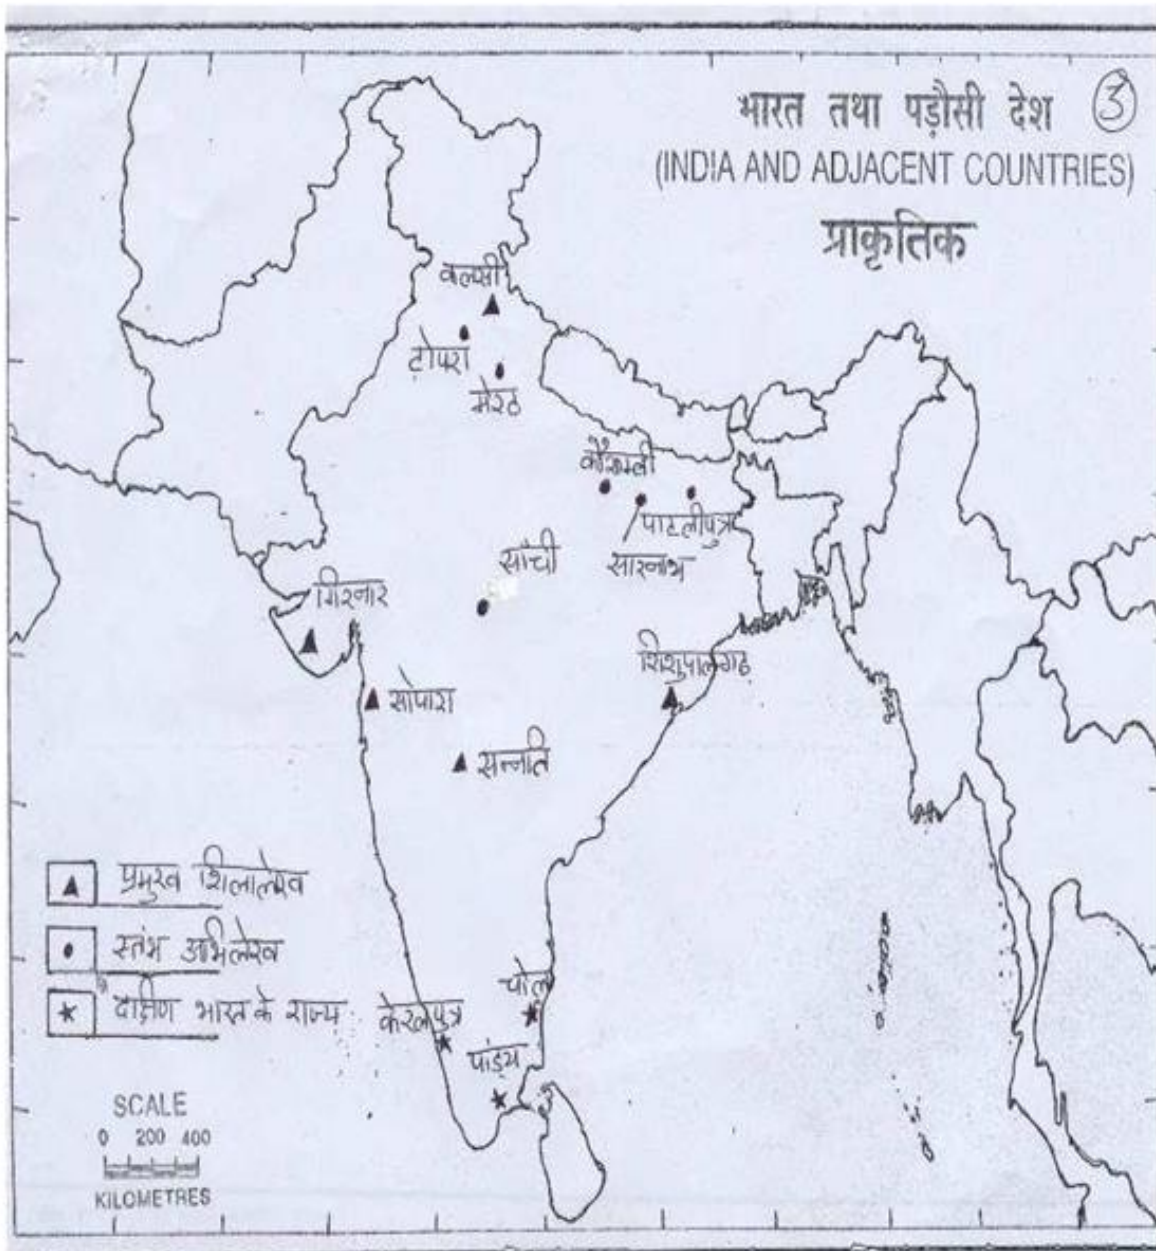 भारत तथा पड़ौसी देश ③
(INDIA AND ADJACENT COUNTRIES)
प्राकृतिक
कल्सी
टोपरा
मेरठ
कौशाम्बी
पाटलीपुत्र
सारनाथ
साँची
गिरनार
शिशुपालगढ
सोपारा
सन्नति
प्रमुख शिलालेख
स्तंभ अभिलेख
दक्षिण भारत के राज्य
चोल
केरलपुत्र
पांड्य
SCALE
0 200 400
KILOMETRES